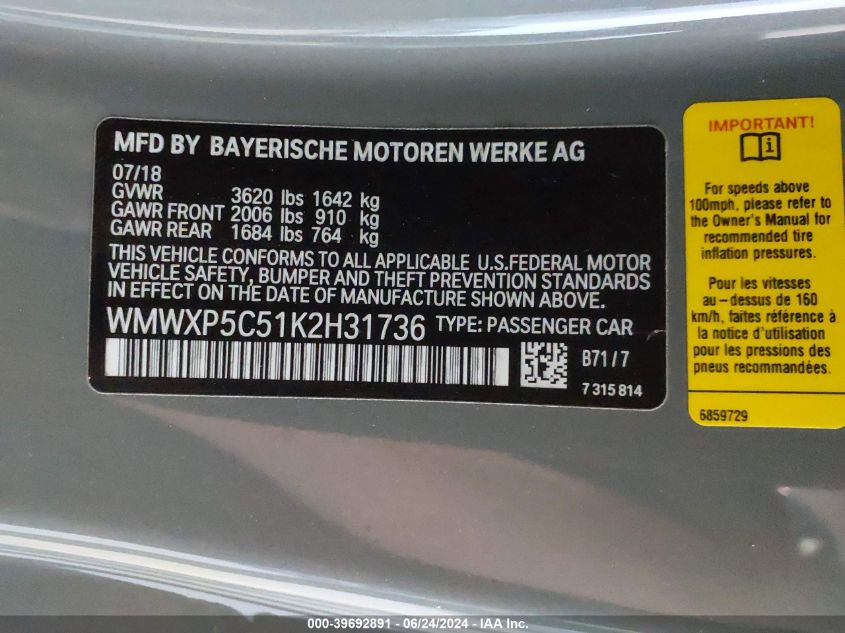 MFD BY BAYERISCHE MOTOREN WERKE AG
07/18
GVWR 3620 lbs 1642 kg
GAWR FRONT 2006 lbs 910 kg
GAWR REAR 1684 lbs 764 kg
THIS VEHICLE CONFORMS TO ALL APPLICABLE U.S.FEDERAL MOTOR
VEHICLE SAFETY, BUMPER AND THEFT PREVENTION STANDARDS
IN EFFECT ON THE DATE OF MANUFACTURE SHOWN ABOVE.
WMWXP5C51K2H31736 TYPE: PASSENGER CAR
B71/7
7 315 814
IMPORTANT!
i
For speeds above
100mph, please refer to
the Owner's Manual for
recommended tire
inflation pressures.
Pour les vitesses
au-dessus de 160
km/h, faites référence à
la notice d'utilisation
pour les pressions des
pneus recommandées.
6859729
000-39692891 - 06/24/2024 - IAA Inc.